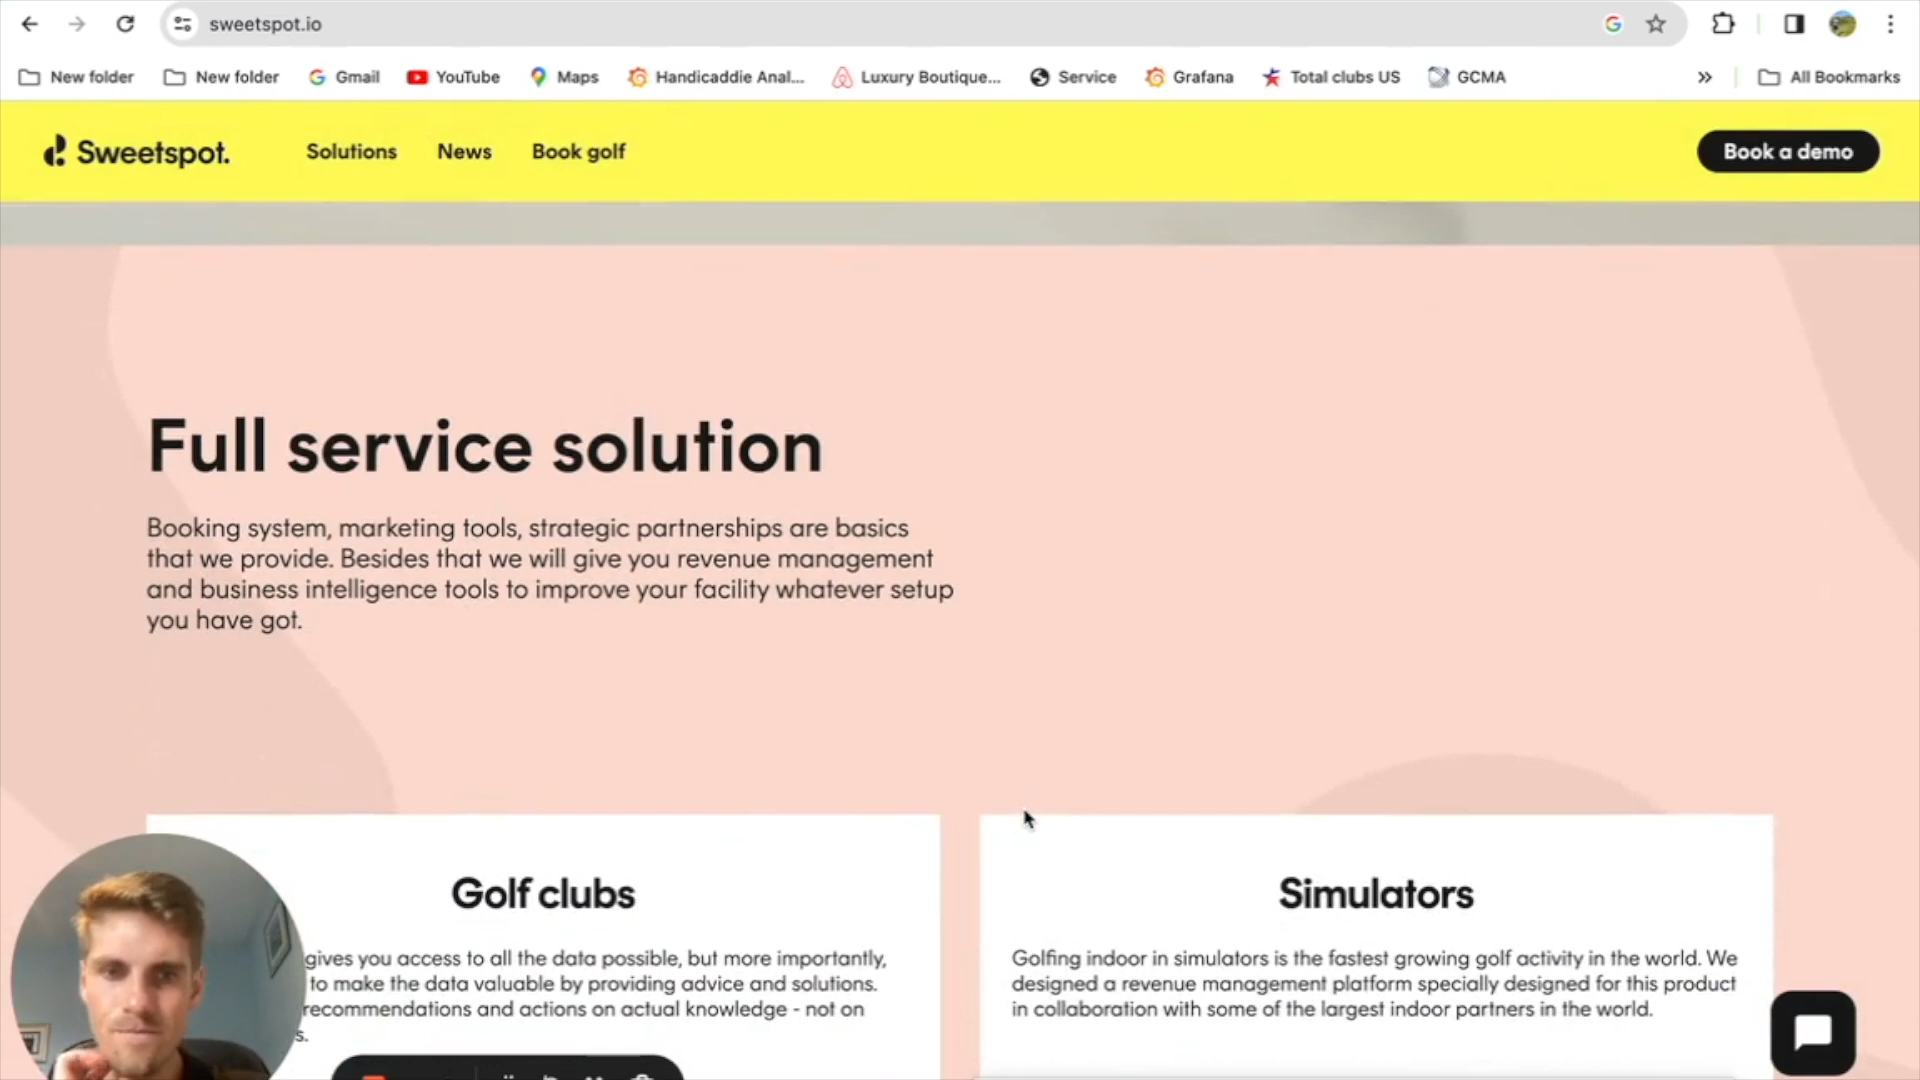 sweetspot.io
New folder New folder Gmail YouTube Maps Handicaddie Anal... Luxury Boutique... Service Grafana Total clubs US GCMA » All Bookmarks
Sweetspot. Solutions News Book golf Book a demo
Full service solution
Booking system, marketing tools, strategic partnerships are basics
that we provide. Besides that we will give you revenue management
and business intelligence tools to improve your facility whatever setup
you have got.
Golf clubs
gives you access to all the data possible, but more importantly,
to make the data valuable by providing advice and solutions.
recommendations and actions on actual knowledge - not on
s.
Simulators
Golfing indoor in simulators is the fastest growing golf activity in the world. We
designed a revenue management platform specially designed for this product
in collaboration with some of the largest indoor partners in the world.